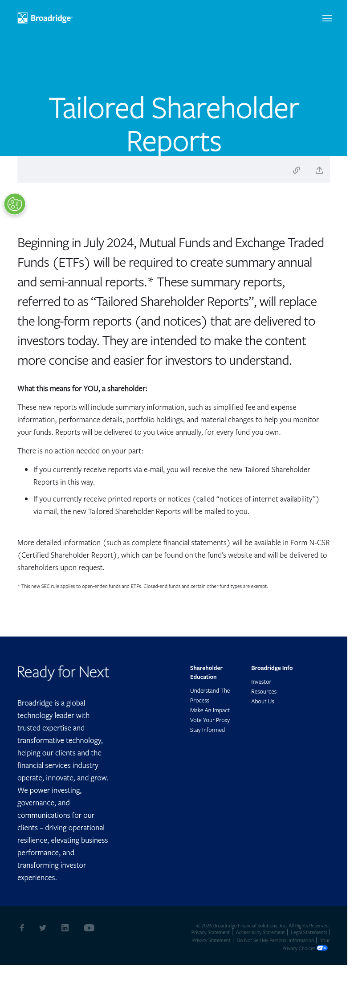 Broadridge
Tailored Shareholder
Reports
Beginning in July 2024, Mutual Funds and Exchange Traded
Funds (ETFs) will be required to create summary annual
and semi-annual reports.* These summary reports,
referred to as “Tailored Shareholder Reports”, will replace
the long-form reports (and notices) that are delivered to
investors today. They are intended to make the content
more concise and easier for investors to understand.
What this means for YOU, a shareholder:
These new reports will include summary information, such as simplified fee and expense
information, performance details, portfolio holdings, and material changes to help you monitor
your funds. Reports will be delivered to you twice annually, for every fund you own.
There is no action needed on your part:
• If you currently receive reports via e-mail, you will receive the new Tailored Shareholder
Reports in this way.
• If you currently receive printed reports or notices (called “notices of internet availability”)
via mail, the new Tailored Shareholder Reports will be mailed to you.
More detailed information (such as complete financial statements) will be available in Form N-CSR
(Certified Shareholder Report), which can be found on the fund’s website and will be delivered to
shareholders upon request.
* This new SEC rule applies to open-ended funds and ETFs. Closed-end funds and certain other fund types are exempt.
Ready for Next
Broadridge is a global
technology leader with
trusted expertise and
transformative technology,
helping our clients and the
financial services industry
operate, innovate, and grow.
We power investing,
governance, and
communications for our
clients – driving operational
resilience, elevating business
performance, and
transforming investor
experiences.
Shareholder
Education
Understand The
Process
Make An Impact
Vote Your Proxy
Stay Informed
Broadridge Info
Investor
Resources
About Us
© 2026 Broadridge Financial Solutions, Inc. All Rights Reserved.
Privacy Statement | Accessibility Statement | Legal Statements |
Privacy Statement | Do Not Sell My Personal Information | Your
Privacy Choices